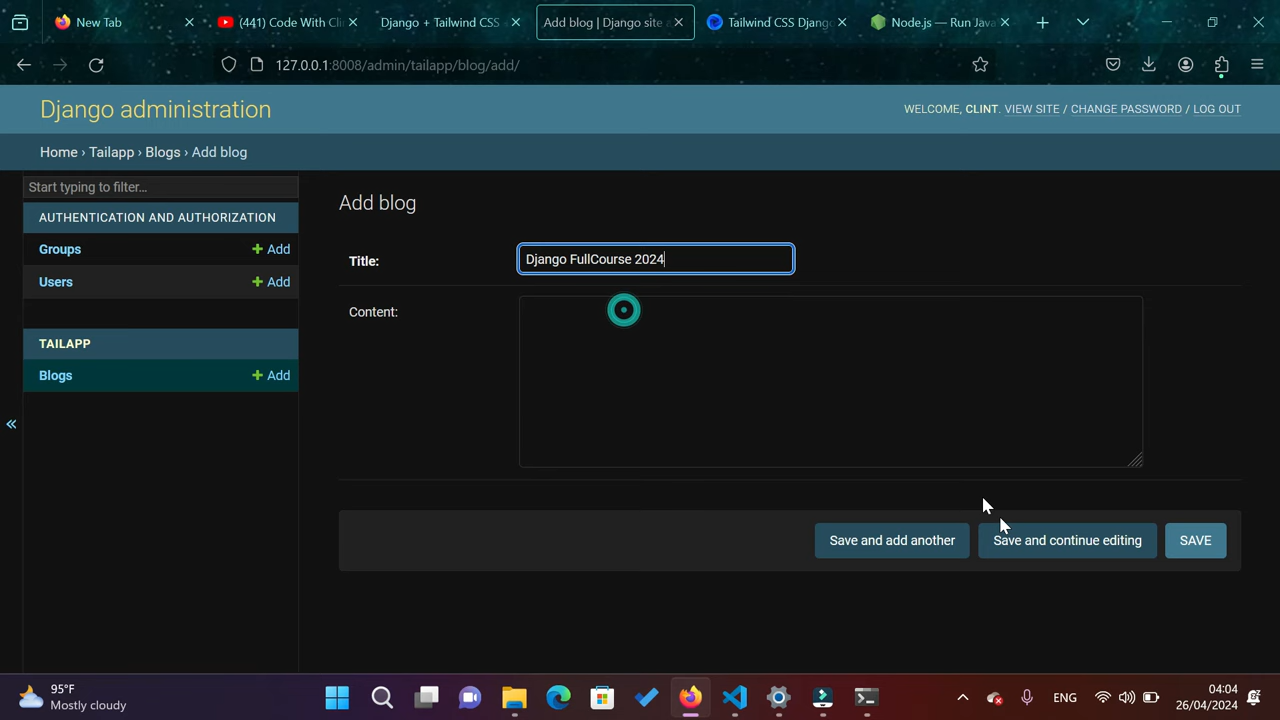 New Tab
(441) Code With Cli
Django + Tailwind CSS
Add blog | Django site a
Tailwind CSS Djang
Node.js — Run Java
127.0.0.1:8008/admin/tailapp/blog/add/
Django administration
WELCOME, CLINT. VIEW SITE / CHANGE PASSWORD / LOG OUT
Home › Tailapp › Blogs › Add blog
Start typing to filter...
AUTHENTICATION AND AUTHORIZATION
Groups
Add
Users
Add
TAILAPP
Blogs
Add
Add blog
Title:
Django FullCourse 2024
Content:
Save and add another
Save and continue editing
SAVE
95°F
Mostly cloudy
ENG
04:04
26/04/2024